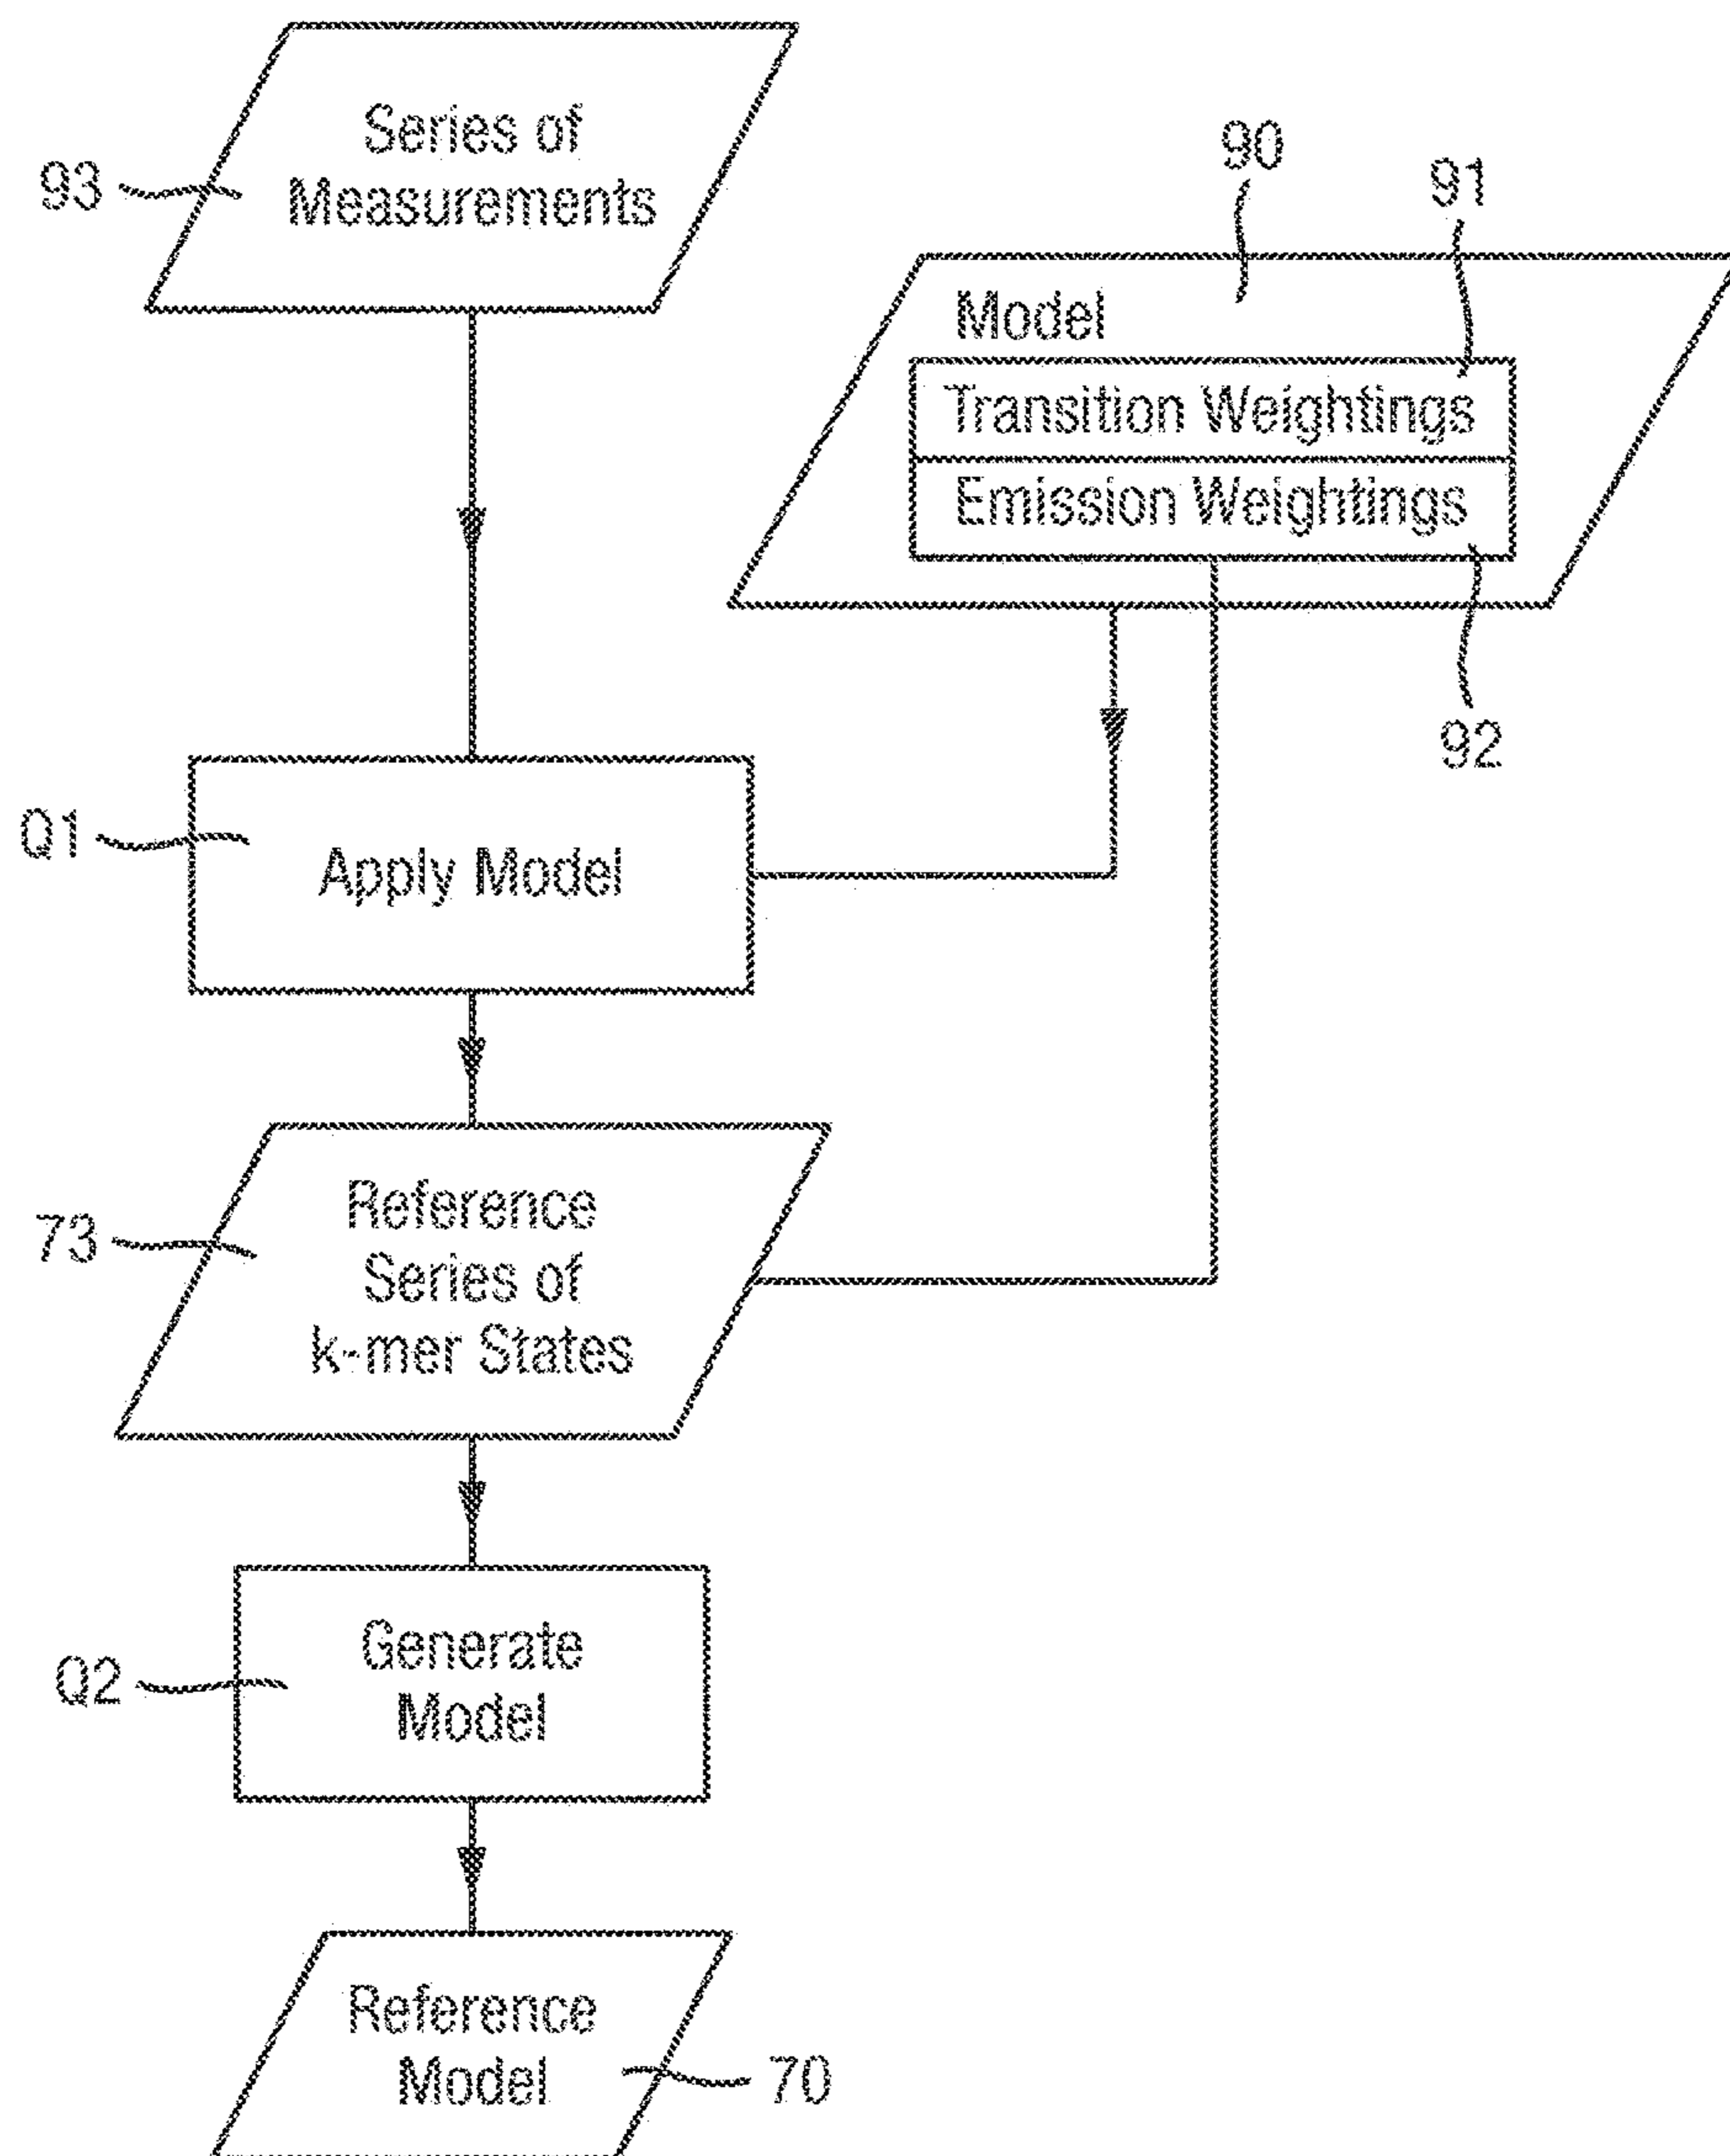 Series of
Measurements
93
90
91
Model
Transition Weightings
Emission Weightings
92
Q1
Apply Model
73
Reference
Series of
k-mer States
Q2
Generate
Model
Reference
Model
70